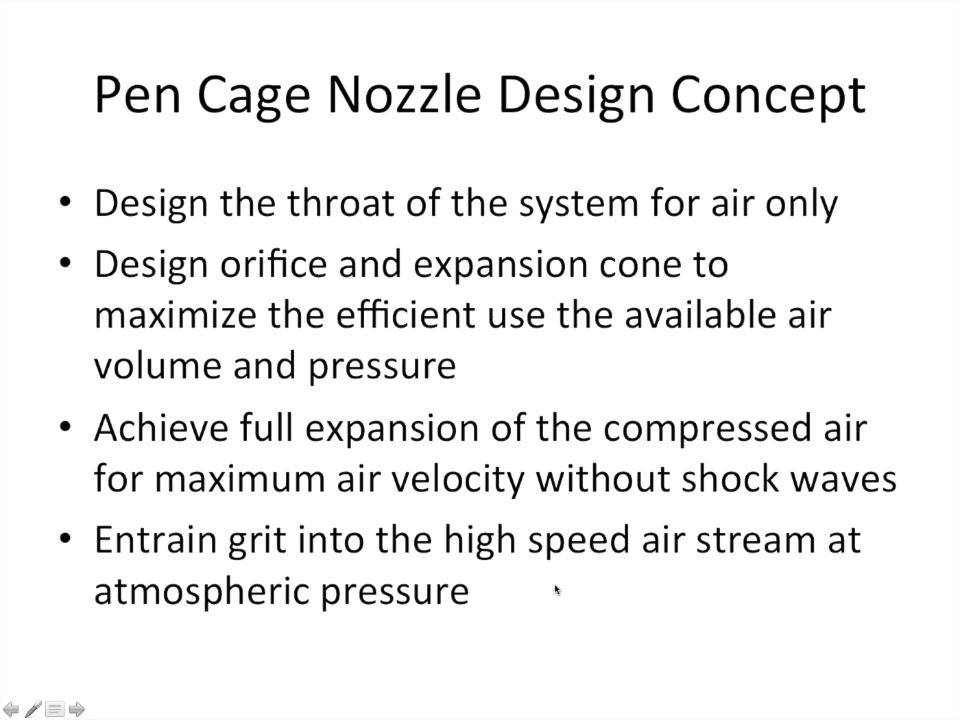 Pen Cage Nozzle Design Concept
• Design the throat of the system for air only
• Design orifice and expansion cone to
maximize the efficient use the available air
volume and pressure
• Achieve full expansion of the compressed air
for maximum air velocity without shock waves
• Entrain grit into the high speed air stream at
atmospheric pressure